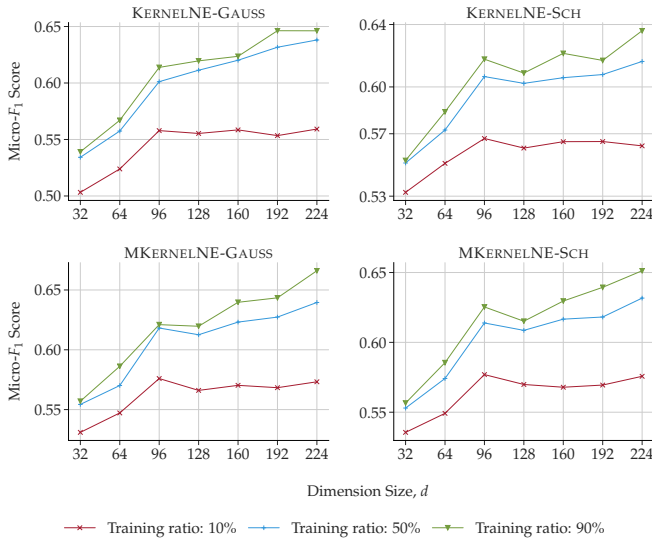 KERNELNE-GAUSS
KERNELNE-SCH
Micro-F1 Score
0.65
0.60
0.55
0.50
32 64 96 128 160 192 224
0.64
0.60
0.57
0.53
32 64 96 128 160 192 224
MKERNELNE-GAUSS
MKERNELNE-SCH
Micro-F1 Score
0.65
0.60
0.55
32 64 96 128 160 192 224
0.65
0.60
0.55
32 64 96 128 160 192 224
Dimension Size, d
Training ratio: 10% Training ratio: 50% Training ratio: 90%